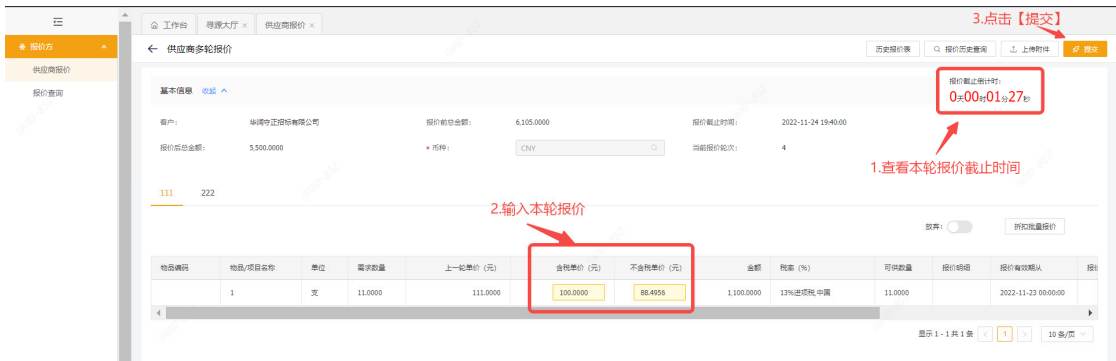 工作台 寻源大厅 × 供应商报价 ×
3.点击【提交】
报价方
供应商报价
报价查询
← 供应商多轮报价
历史报价表 报价历史查询 上传附件 提交
基本信息 收起
报价截止倒计时:
0天00时01分27秒
客户: 华润守正招标有限公司 报价前总金额: 6,105.0000 报价截止时间: 2022-11-24 19:40:00
报价后总金额: 5,500.0000 * 币种: CNY 当前报价轮次: 4
1.查看本轮报价截止时间
111 222
2.输入本轮报价
放弃: 折扣批量报价
物品编码 物品/项目名称 单位 需求数量 上一轮单价 (元) 含税单价 (元) 不含税单价 (元) 金额 税率 (%) 可供数量 报价明细 报价有效期从 报价
1 支 11.0000 111.0000 100.0000 88.4956 1,100.0000 13%进项税,中国 11.0000 2022-11-23 00:00:00
显示 1 - 1 共 1 条 < 1 > 10 条/页